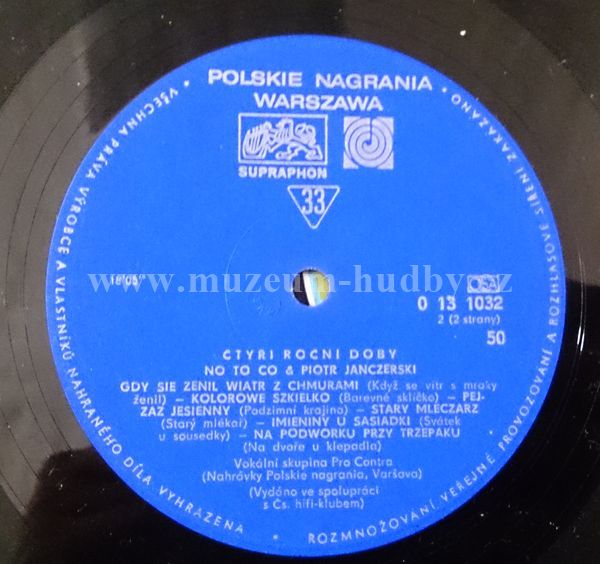 POLSKIE NAGRANIA
WARSZAWA
SUPRAPHON
33
18'05"
www.muzeum-hudby.cz
OSA
0 13 1032
2 (2 strany)
50
ČTYRI ROCNI DOBY
NO TO CO & PIOTR JANCZERSKI
GDY SIE ZENIL WIATR Z CHMURAMI (Když se vítr s mraky
ženil) – KOLOROWE SZKIELKO (Barevné sklíčko) – PEJ-
ZAZ JESIENNY (Podzimní krajina) – STARY MLECZARZ
(Starý mlékař) – IMIENINY U SASIADKI (Svátek
u sousedky) – NA PODWORKU PRZY TRZEPAKU
(Na dvoře u klepadla)
Vokální skupina Pro Contra
(Nahrávky Polskie nagrania, Varšava)
(Vydáno ve spolupráci
s Čs. hifi-klubem)
• VŠECHNA PRÁVA VÝROBCE A VLASTNÍKŮ NAHRANÉHO DÍLA VYHRAZENA • ROZMNOŽOVÁNÍ VEŘEJNÉ PROVOZOVÁNÍ A ROZHLASOVÉ ŠÍŘENÍ ZAKÁZÁNO •